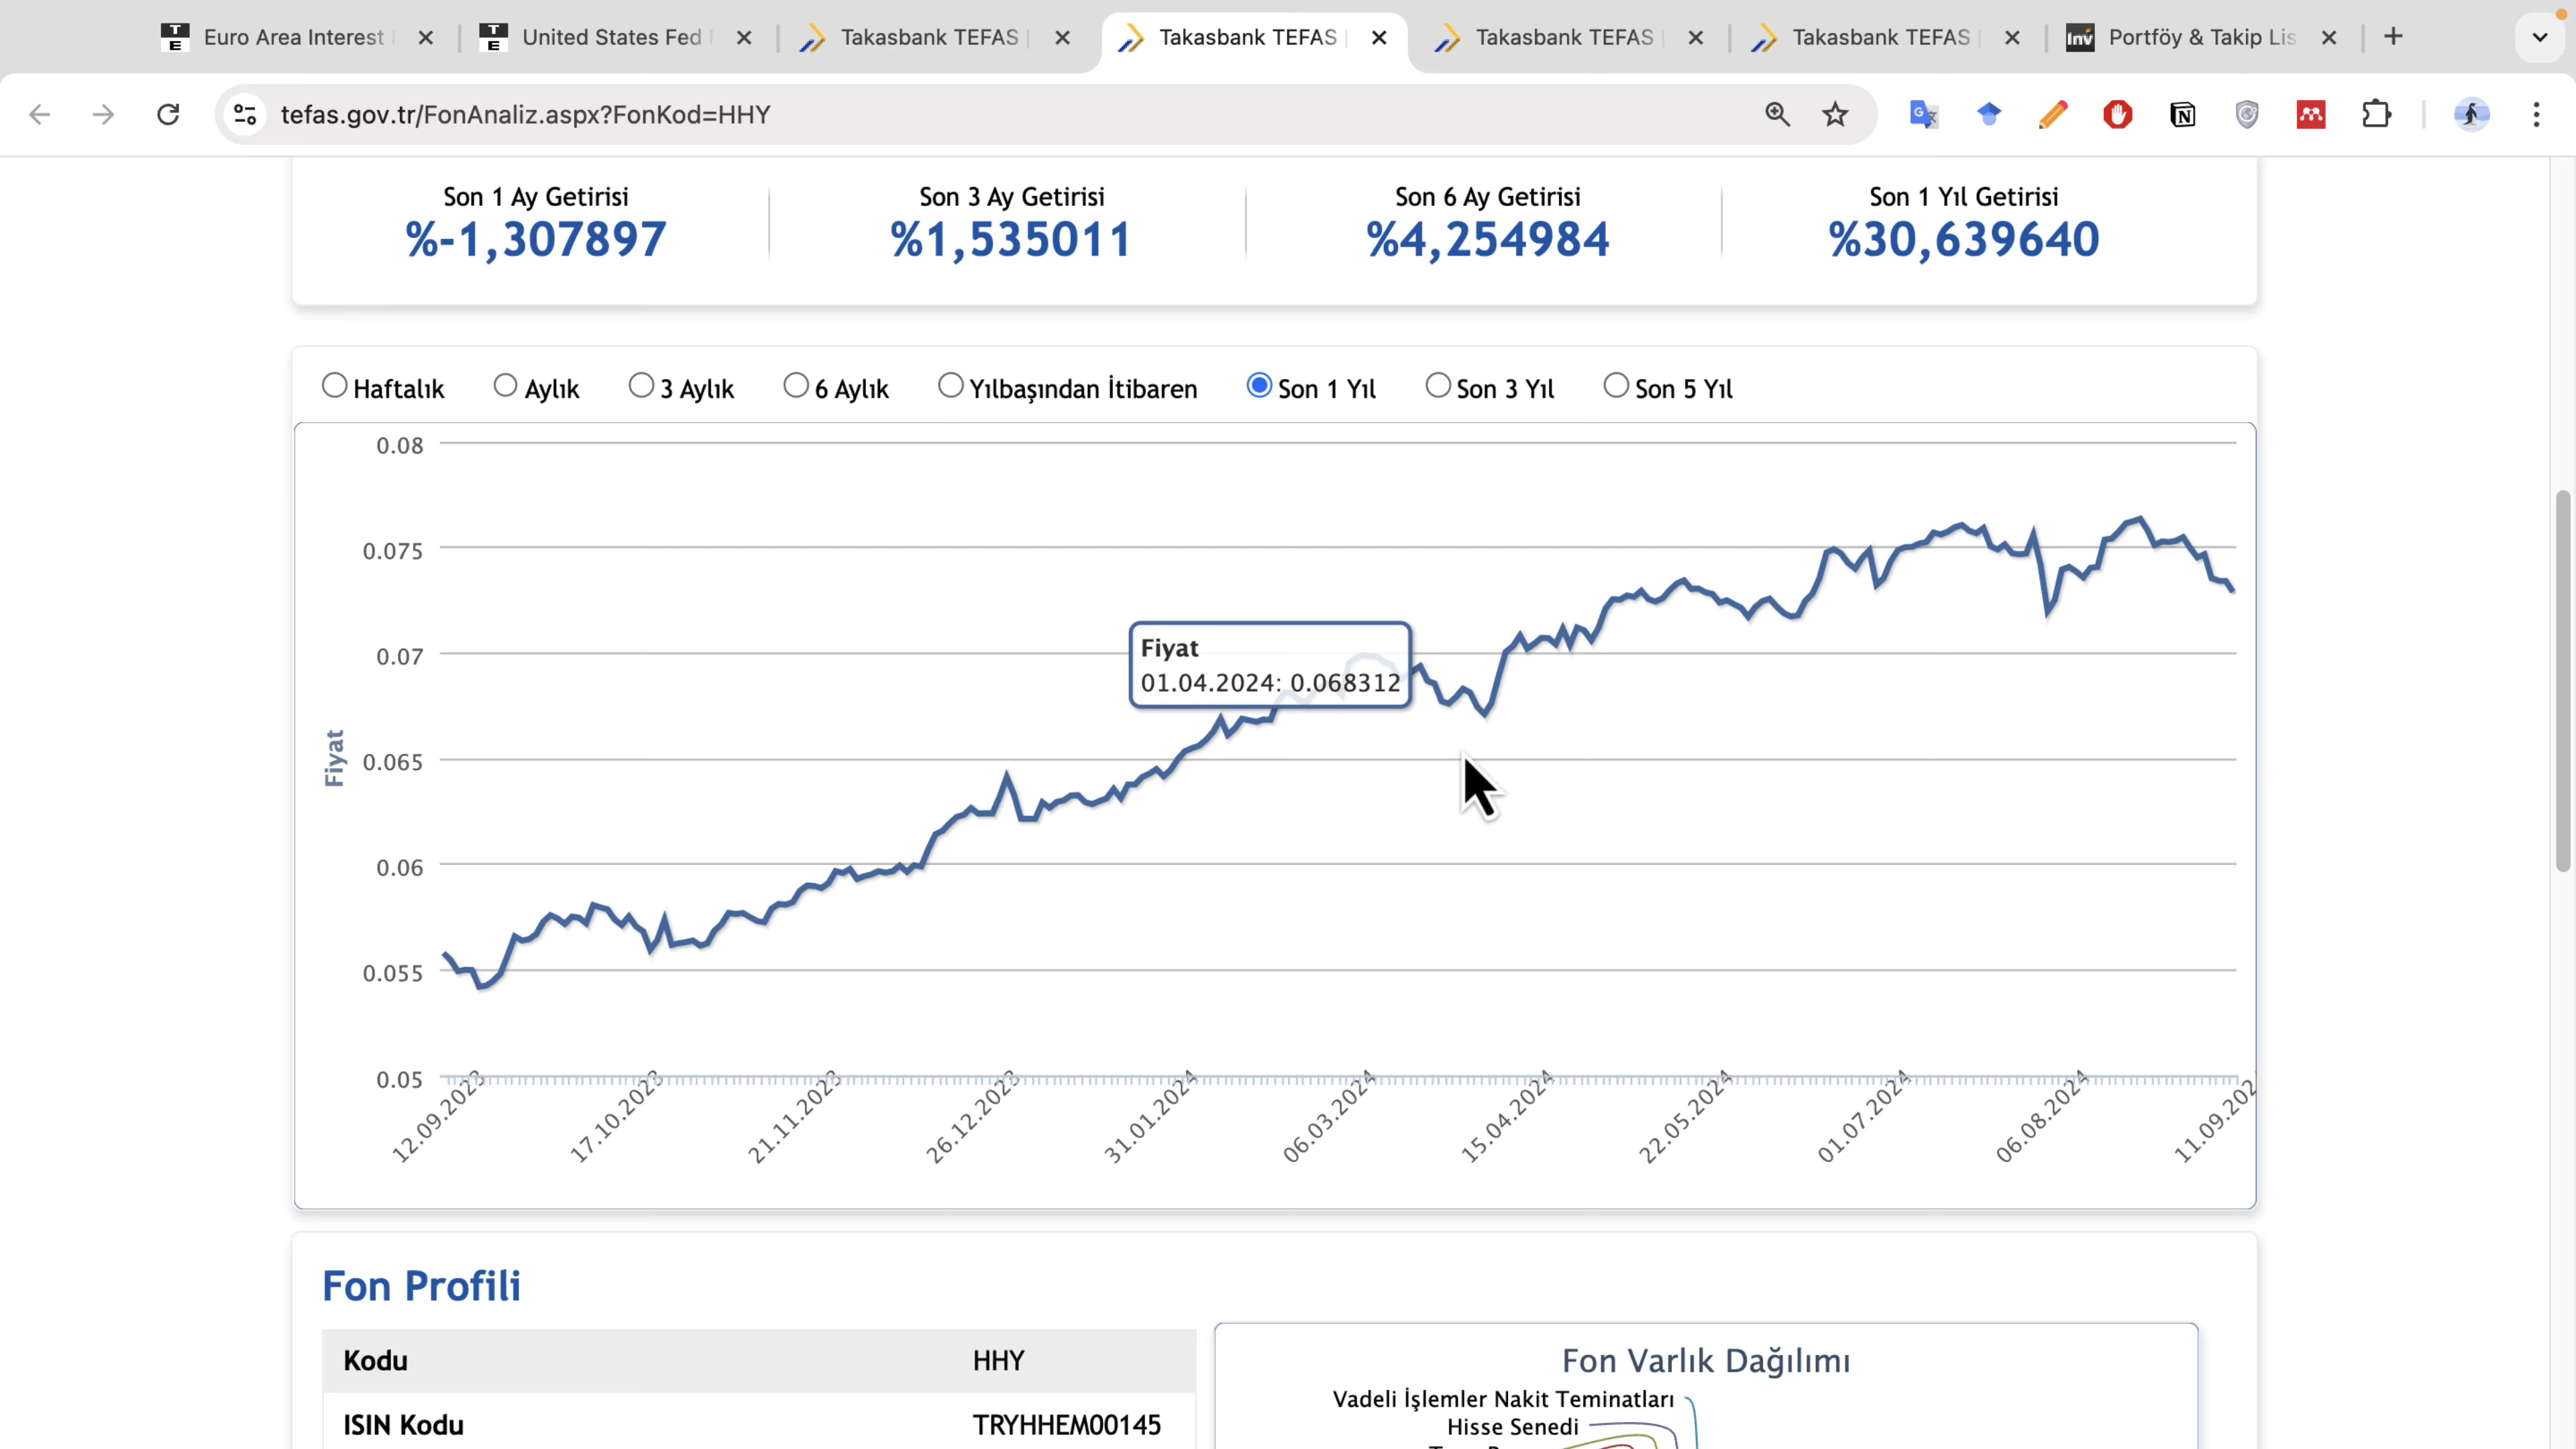 Euro Area Interest
United States Fed
Takasbank TEFAS
Takasbank TEFAS
Takasbank TEFAS
Takasbank TEFAS
Inv
Portföy & Takip Lis
tefas.gov.tr/FonAnaliz.aspx?FonKod=HHY
Son 1 Ay Getirisi
Son 3 Ay Getirisi
Son 6 Ay Getirisi
Son 1 Yıl Getirisi
%-1,307897
%1,535011
%4,254984
%30,639640
Haftalık
Aylık
3 Aylık
6 Aylık
Yılbaşından İtibaren
Son 1 Yıl
Son 3 Yıl
Son 5 Yıl
0.08
0.075
0.07
0.065
0.06
0.055
0.05
Fiyat
Fiyat
01.04.2024: 0.068312
12.09.2023
17.10.2023
21.11.2023
26.12.2023
31.01.2024
06.03.2024
15.04.2024
22.05.2024
01.07.2024
06.08.2024
11.09.202
Fon Profili
Kodu
HHY
ISIN Kodu
TRYHHEM00145
Fon Varlık Dağılımı
Vadeli İşlemler Nakit Teminatları
Hisse Senedi